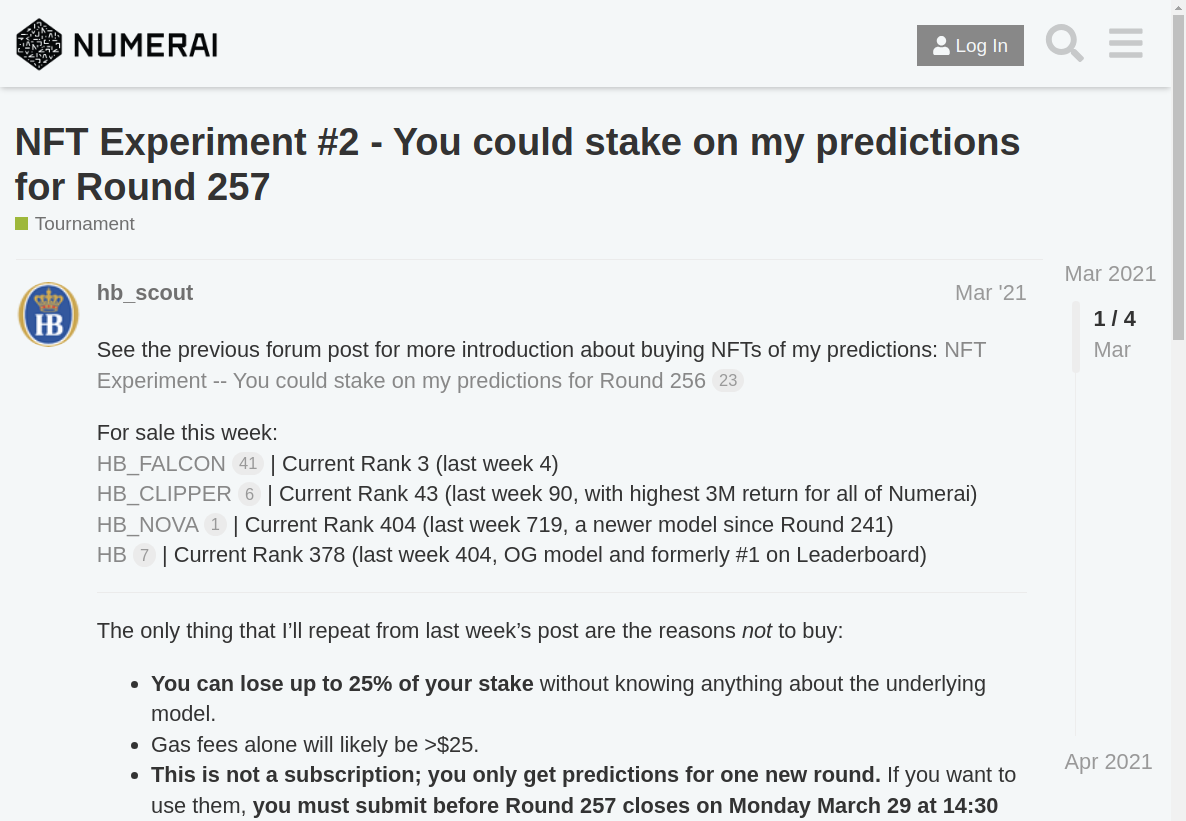 NUMERAI
Log In
NFT Experiment #2 - You could stake on my predictions
for Round 257
Tournament
hb_scout
Mar '21
Mar 2021
1 / 4
Mar
See the previous forum post for more introduction about buying NFTs of my predictions: NFT
Experiment -- You could stake on my predictions for Round 256 23
For sale this week:
HB_FALCON 41 | Current Rank 3 (last week 4)
HB_CLIPPER 6 | Current Rank 43 (last week 90, with highest 3M return for all of Numerai)
HB_NOVA 1 | Current Rank 404 (last week 719, a newer model since Round 241)
HB 7 | Current Rank 378 (last week 404, OG model and formerly #1 on Leaderboard)
The only thing that I’ll repeat from last week’s post are the reasons not to buy:
You can lose up to 25% of your stake without knowing anything about the underlying
model.
Gas fees alone will likely be >$25.
This is not a subscription; you only get predictions for one new round. If you want to
use them, you must submit before Round 257 closes on Monday March 29 at 14:30
Apr 2021
HB